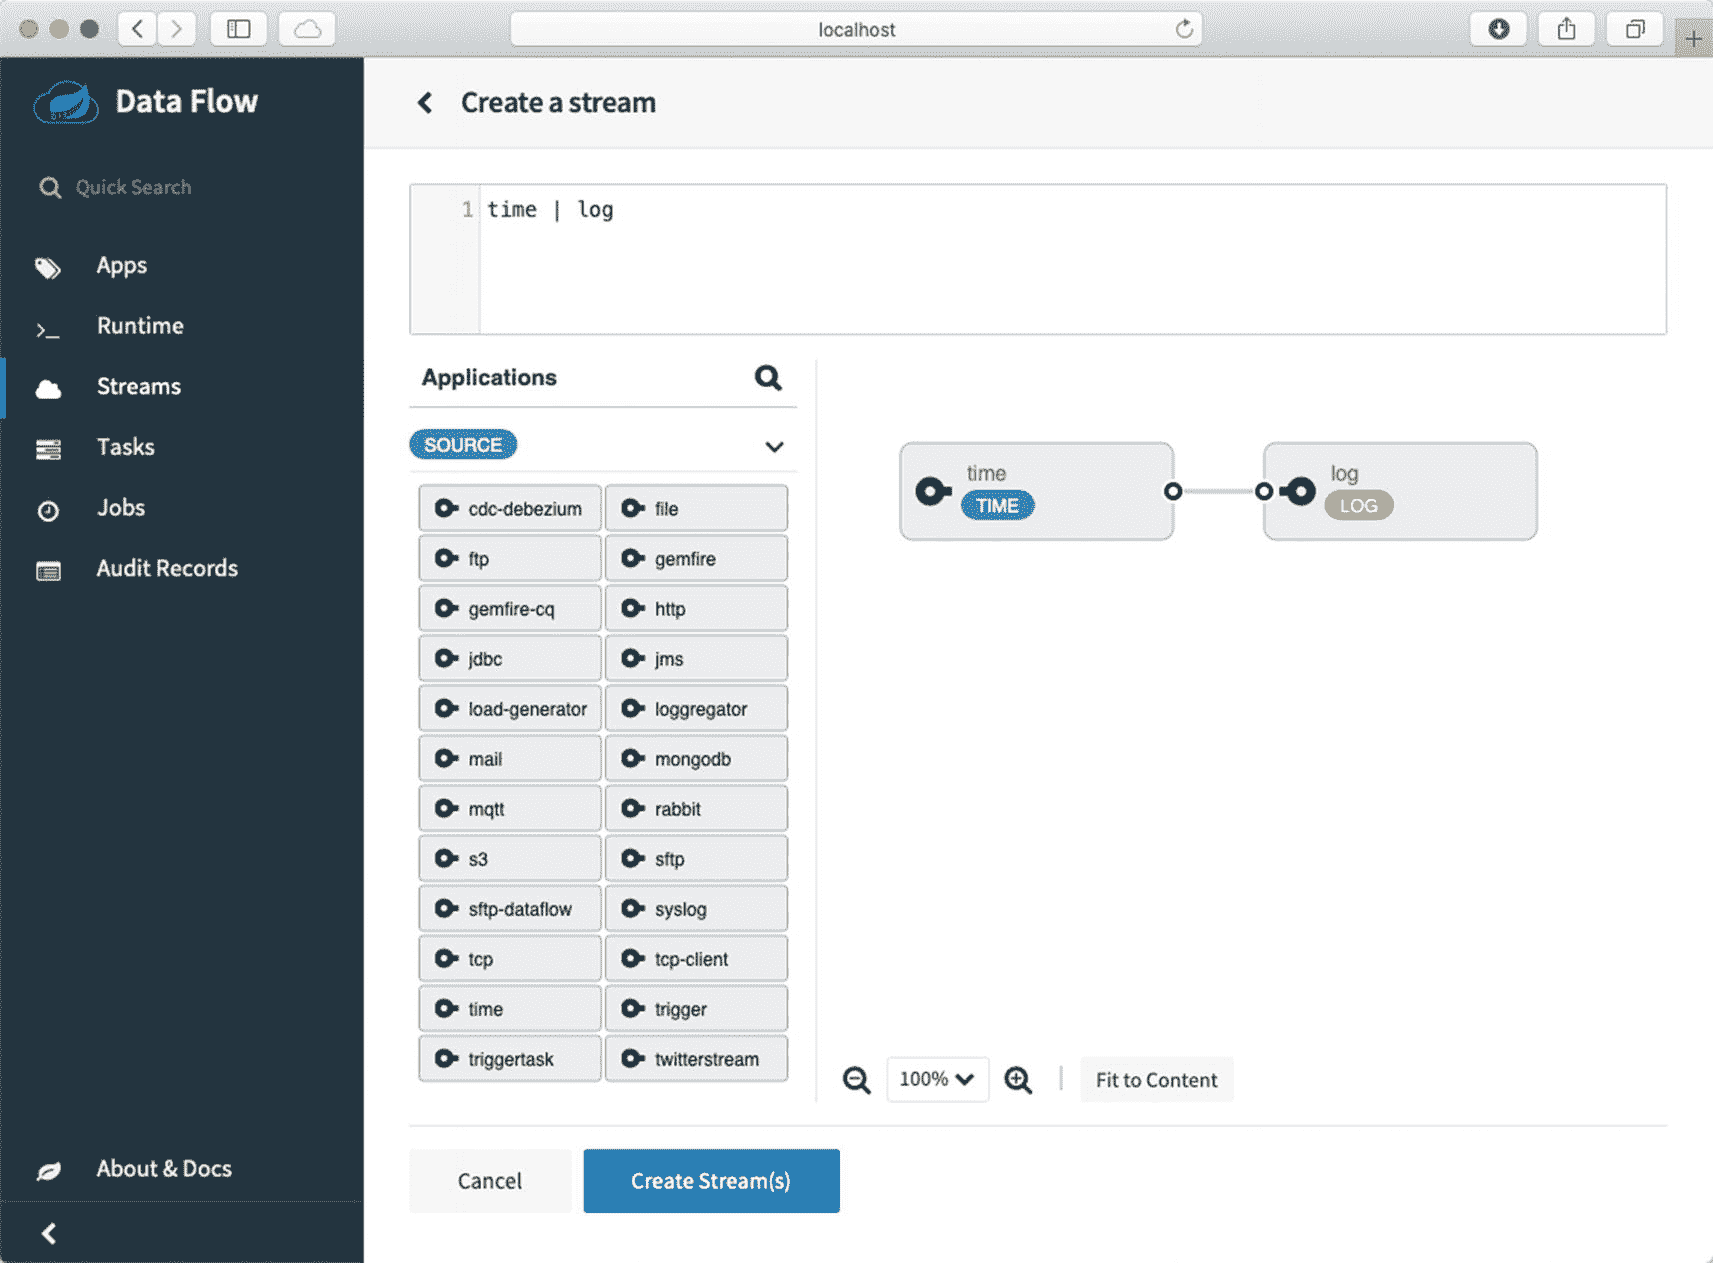 localhost
Data Flow
Create a stream
Quick Search
1 time | log
Apps
Runtime
Streams
Tasks
Jobs
Audit Records
Applications
SOURCE
cdc-debezium file
ftp gemfire
gemfire-cq http
jdbc jms
load-generator loggregator
mail mongodb
mqtt rabbit
s3 sftp
sftp-dataflow syslog
tcp tcp-client
time trigger
triggertask twitterstream
time
TIME
log
LOG
100%
Fit to Content
About & Docs
Cancel
Create Stream(s)